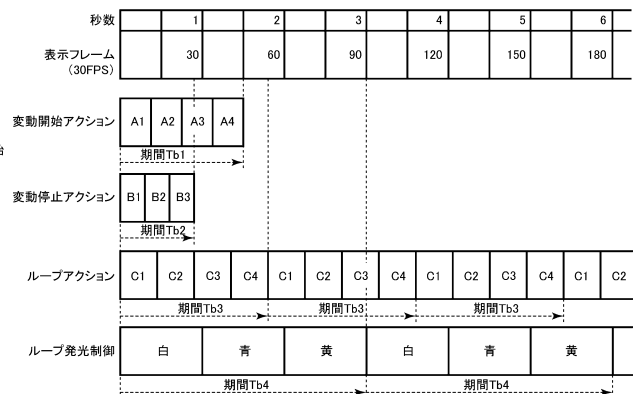 秒数 1 2 3 4 5 6
表示フレーム 30 60 90 120 150 180
(30FPS)
変動開始アクション A1 A2 A3 A4
始
期間Tb1
変動停止アクション B1 B2 B3
期間Tb2
ループアクション C1 C2 C3 C4 C1 C2 C3 C4 C1 C2 C3 C4 C1 C2
期間Tb3 期間Tb3 期間Tb3
ループ発光制御 白 青 黄 白 青 黄
期間Tb4 期間Tb4